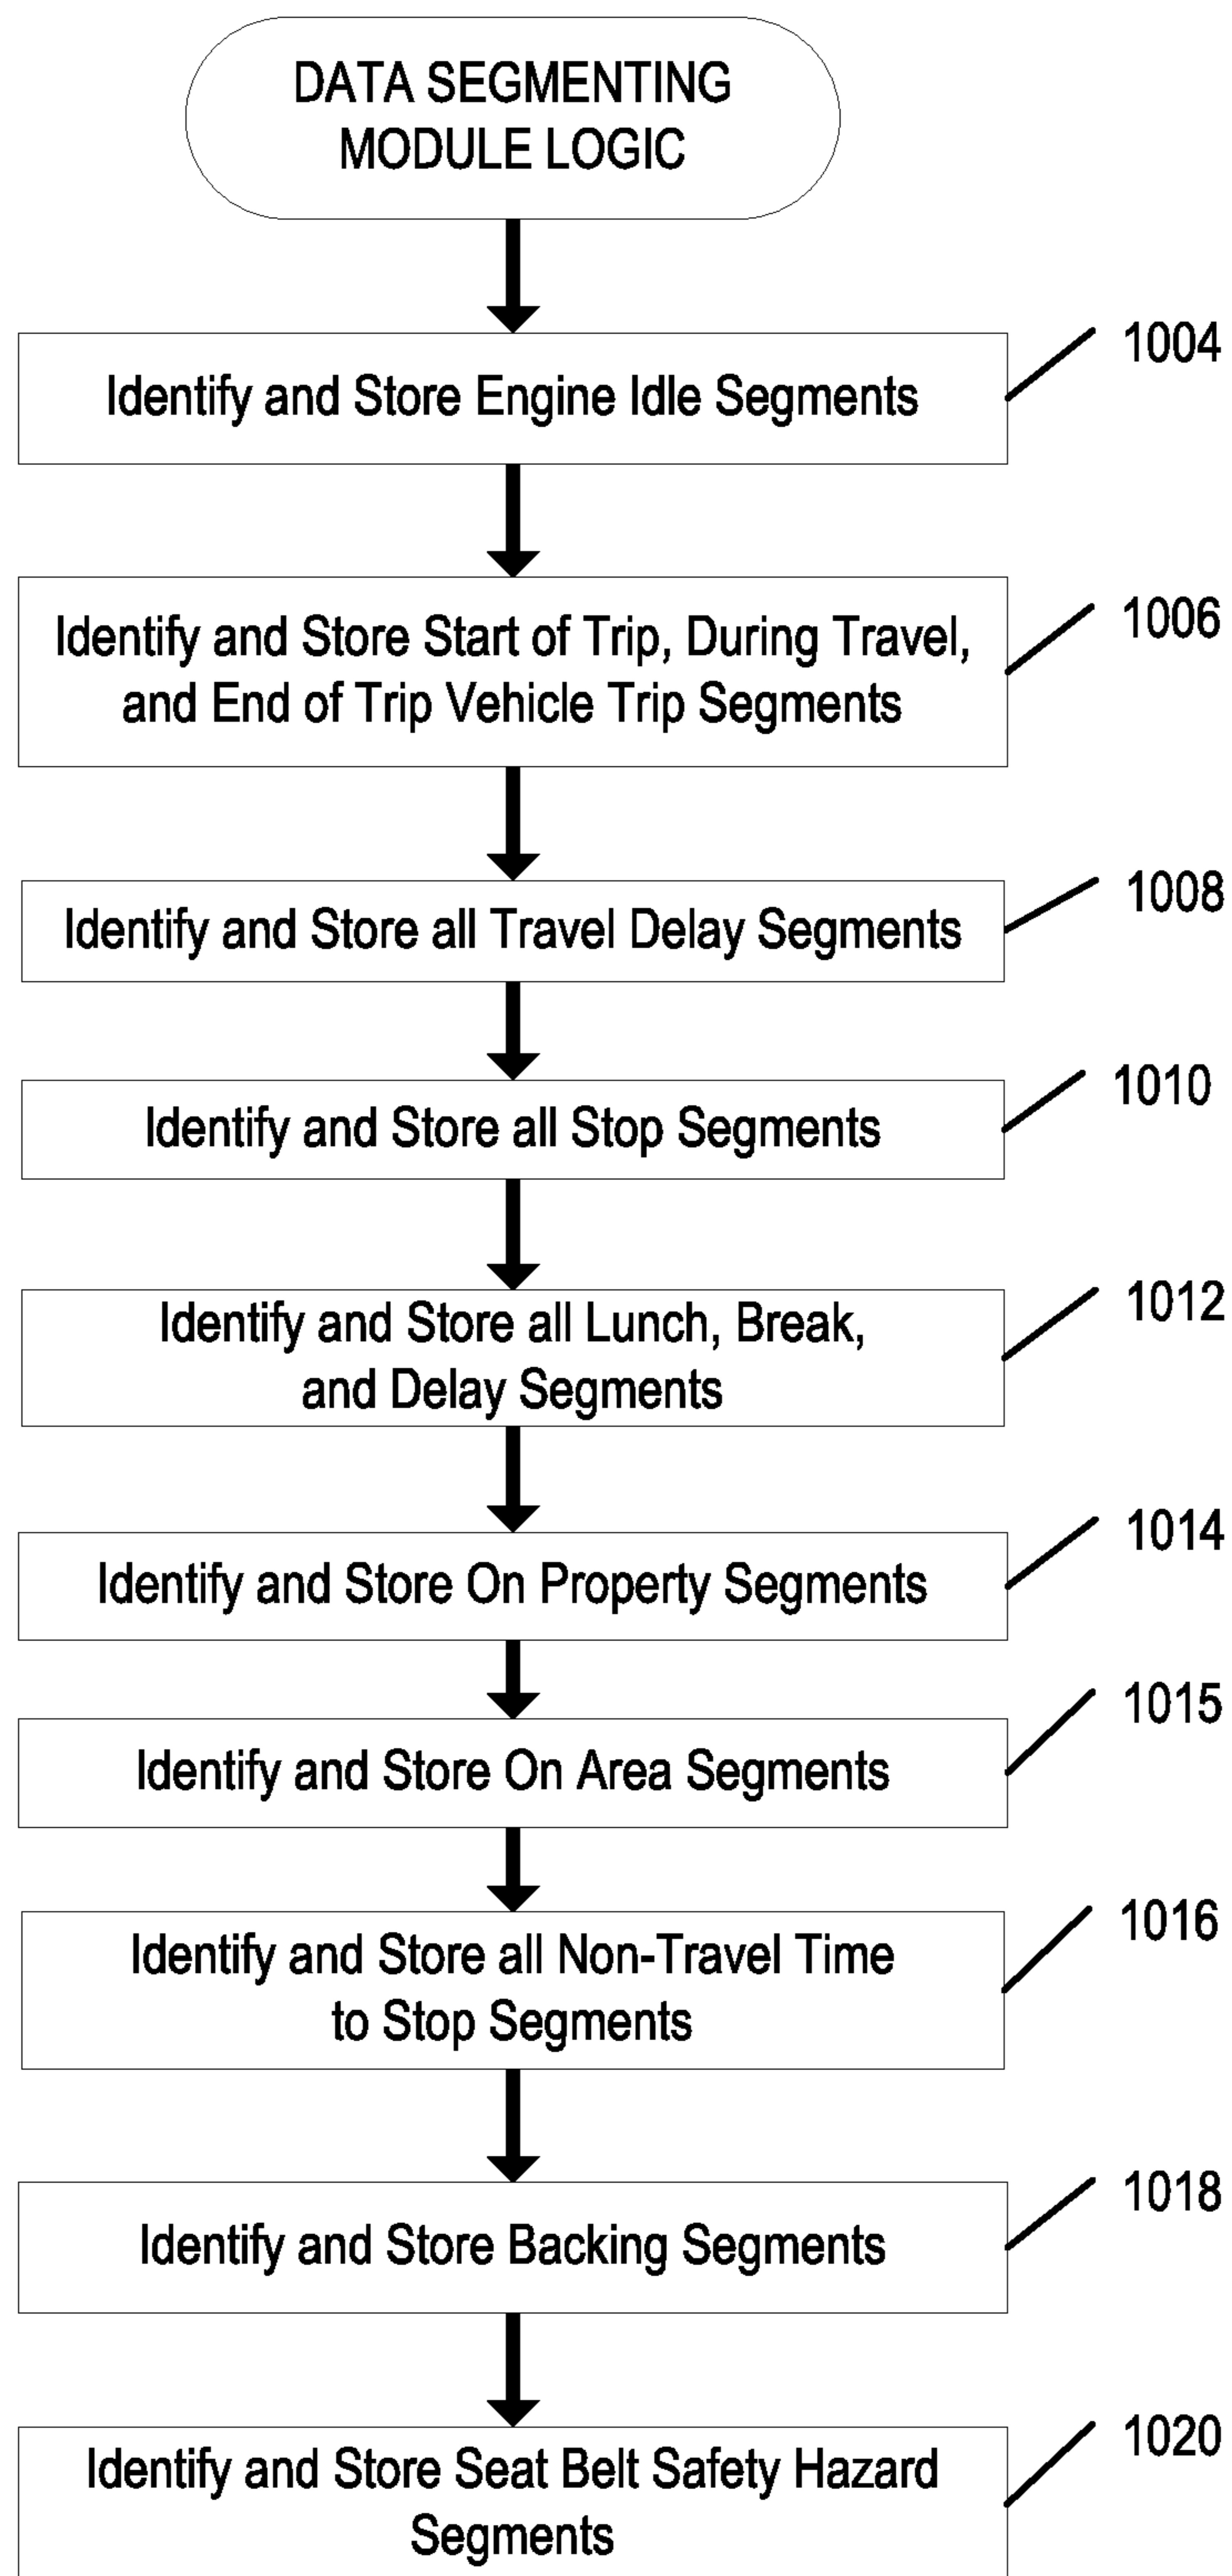 DATA SEGMENTING
MODULE LOGIC
1004
Identify and Store Engine Idle Segments
1006
Identify and Store Start of Trip, During Travel,
and End of Trip Vehicle Trip Segments
1008
Identify and Store all Travel Delay Segments
1010
Identify and Store all Stop Segments
1012
Identify and Store all Lunch, Break,
and Delay Segments
1014
Identify and Store On Property Segments
1015
Identify and Store On Area Segments
1016
Identify and Store all Non-Travel Time
to Stop Segments
1018
Identify and Store Backing Segments
1020
Identify and Store Seat Belt Safety Hazard
Segments